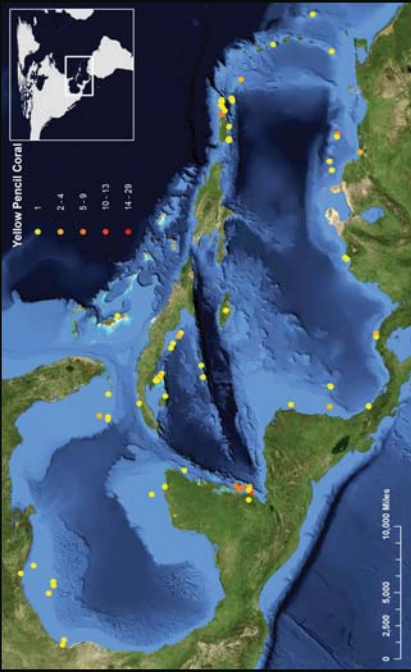 Yellow Pencil Coral
1
2 - 4
5 - 9
10 - 13
14 - 29
0
2,500
5,000
10,000 Miles